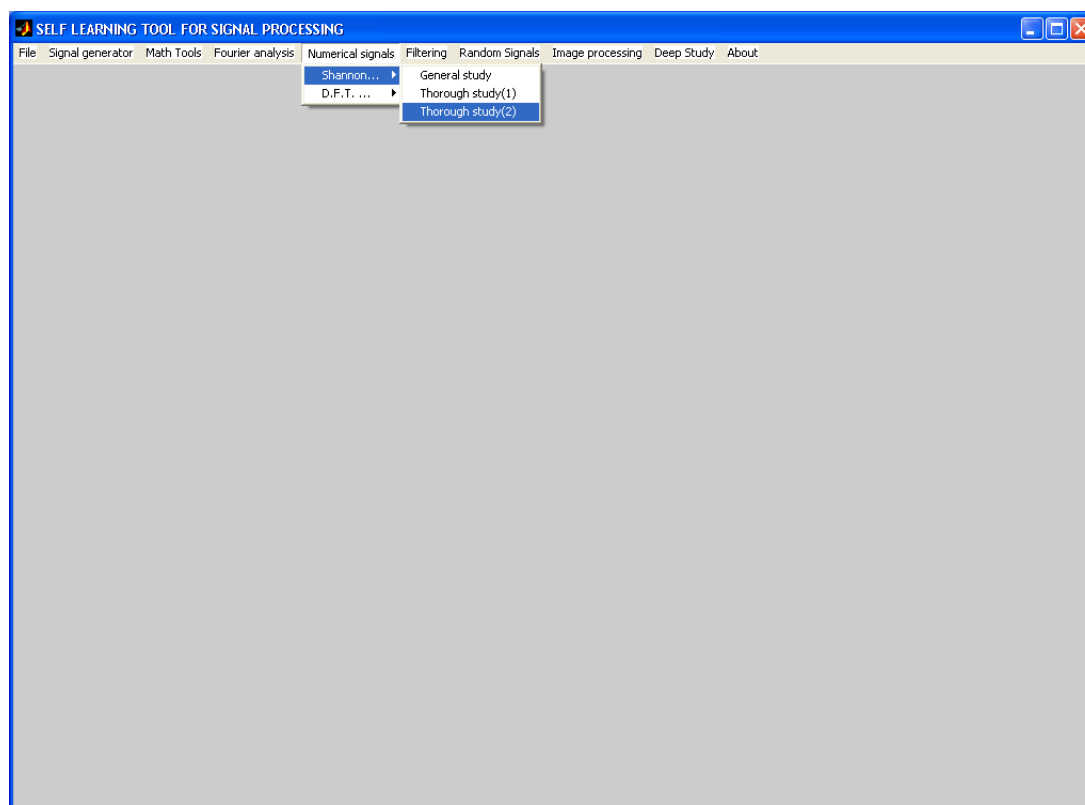 SELF LEARNING TOOL FOR SIGNAL PROCESSING
File Signal generator Math Tools Fourier analysis Numerical signals Filtering Random Signals Image processing Deep Study About
Shannon... General study
D.F.T. ... Thorough study(1)
Thorough study(2)